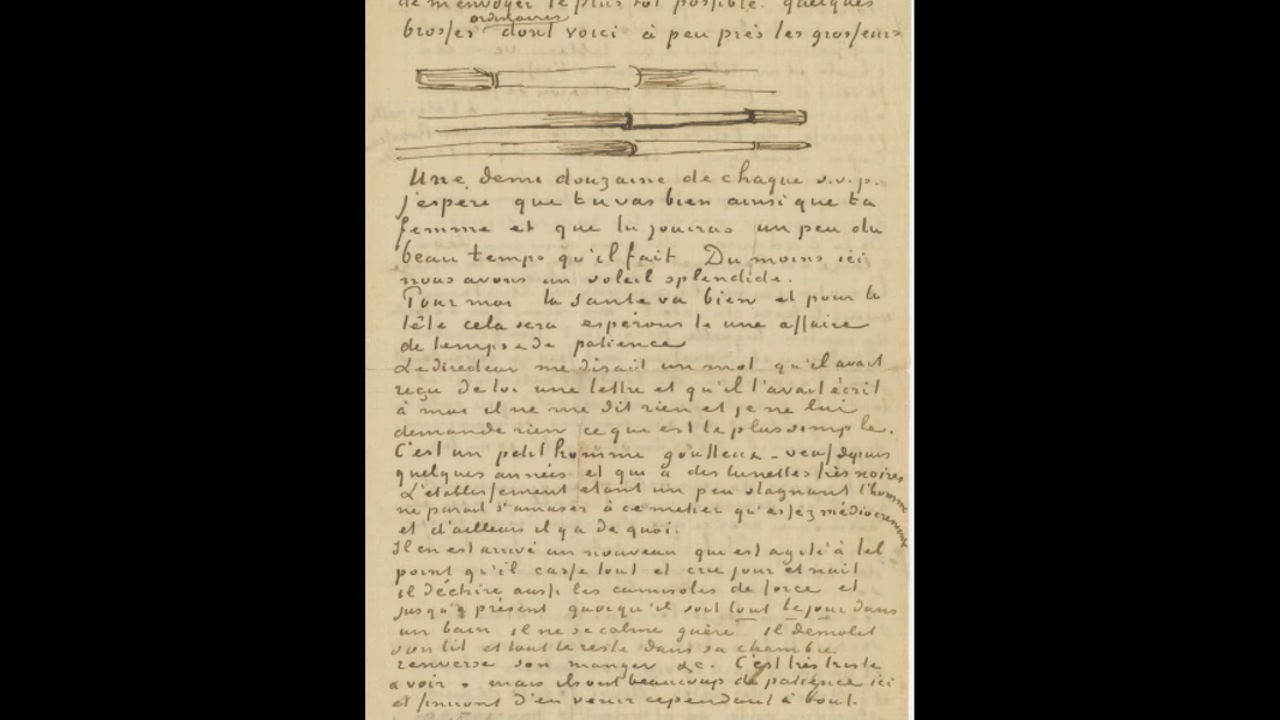 de m'envoyer le plus tôt possible quelques
ordinaires
brosses dont voici à peu près les grosseurs
Une demi douzaine de chaque s.v.p.
j'espère que tu vas bien ainsi que ta
femme et que tu jouiras un peu du
beau temps qu'il fait Du moins ici
nous avons un soleil splendide.
Pour moi la santé va bien et pour la
tête cela sera espérons le une affaire
de temps & de patience
Le directeur me disait un mot qu'il avait
reçu de toi une lettre et qu'il t'avait écrit
à moi il ne me dit rien et je ne lui
demande rien ce que est le plus simple.
C'est un petit homme goutteux - veuf depuis
quelques années et qui a des lunettes très noires
L'etablissement etant un peu stagnant l'homme
ne parait s'amuser à ce metier qu'assez médiocrement
et d'ailleurs il y a de quoi.
Il en est arrivé un nouveau que est agité à tel
point qu'il casse tout et crie jour et nuit
il déchire aussi les camisoles de force et
jusqu'à présent quoiqu'il soit tout le jour dans
un bain il ne se calme guère Il démolit
son lit et tout le reste dans sa chambre
renverse son manger &c. C'est très triste
a voir - mais ils ont beaucoup de patience ici
et finiront d'en venir cependant à bout.